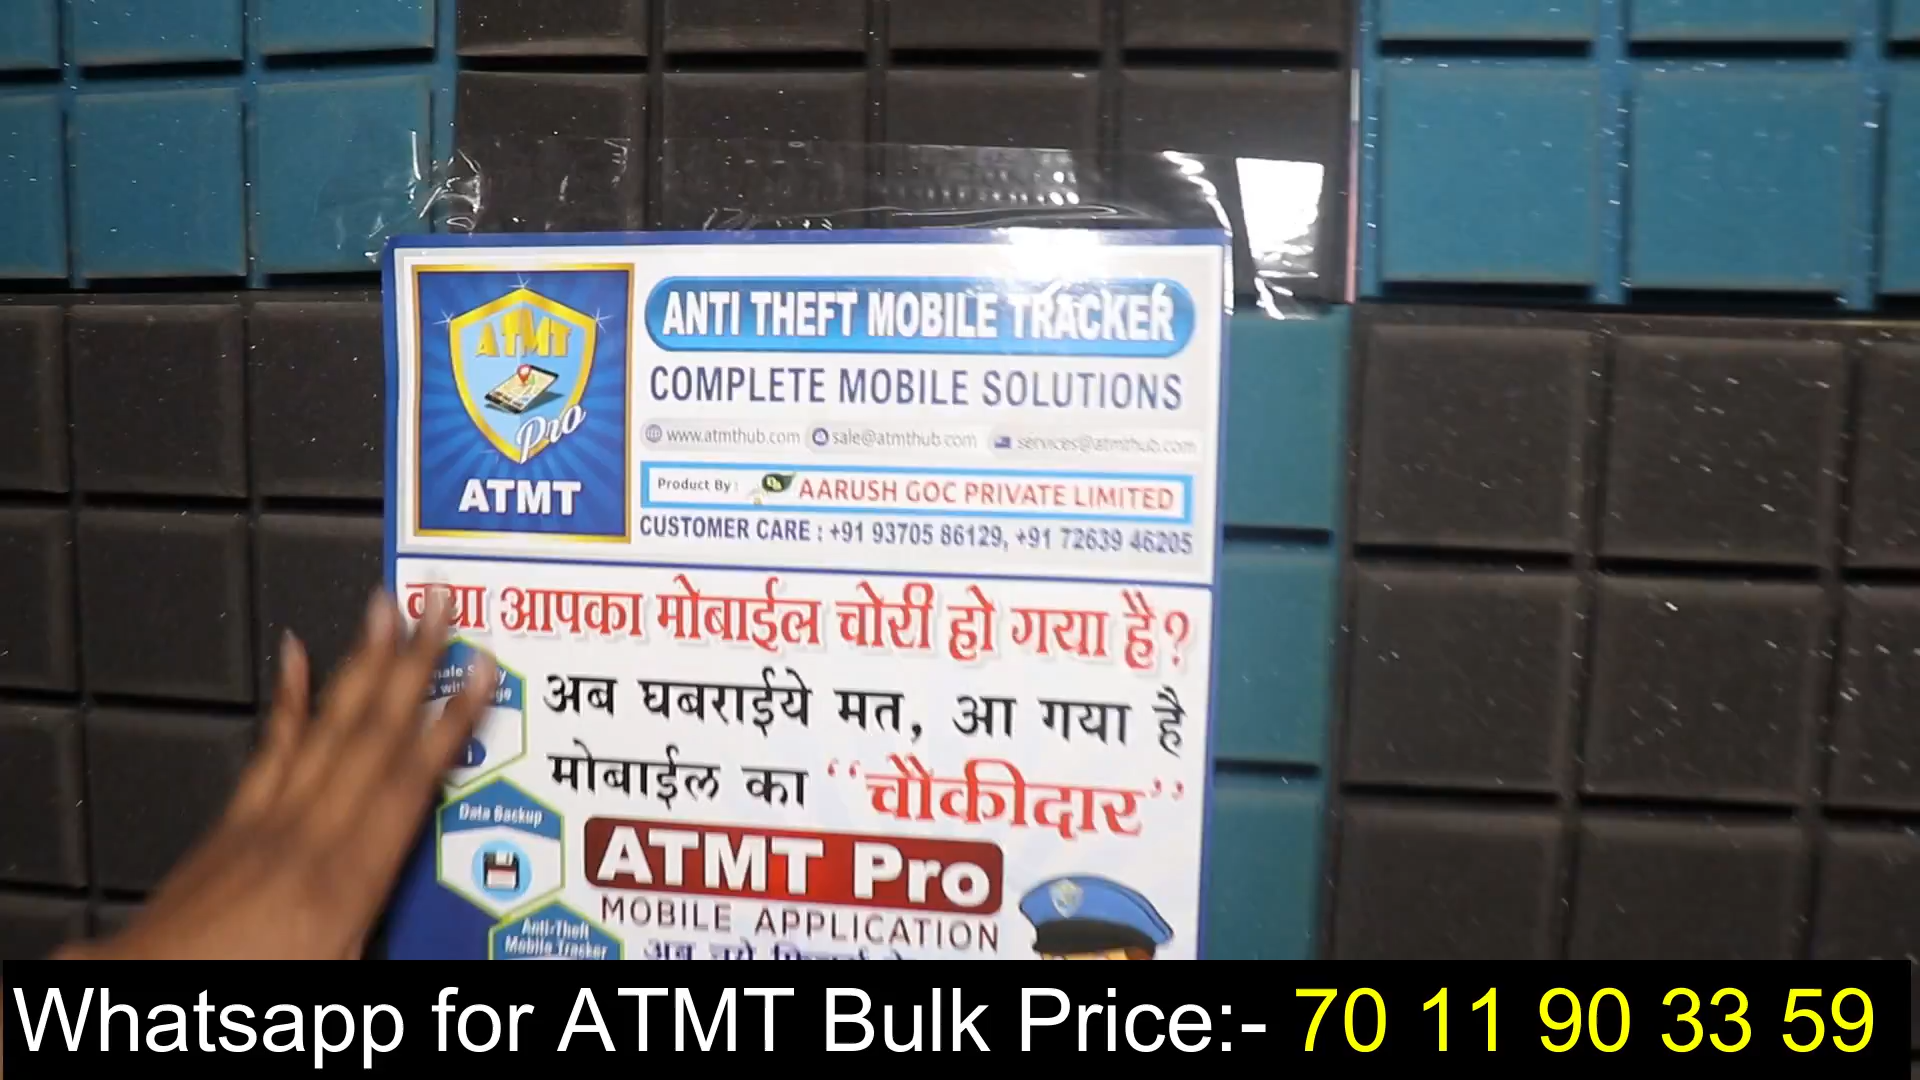 ATMT
Pro
ATMT
ANTI THEFT MOBILE TRACKER
COMPLETE MOBILE SOLUTIONS
www.atmthub.com sale@atmthub.com services@atmthub.com
Product By : AARUSH GOC PRIVATE LIMITED
CUSTOMER CARE : +91 93705 86129, +91 72639 46205
क्या आपका मोबाईल चोरी हो गया है?
अब घबराईये मत, आ गया है
मोबाईल का “चौकीदार”
Data Backup
ATMT Pro
MOBILE APPLICATION
Anti-Theft
Mobile Tracker
Whatsapp for ATMT Bulk Price:- 70 11 90 33 59